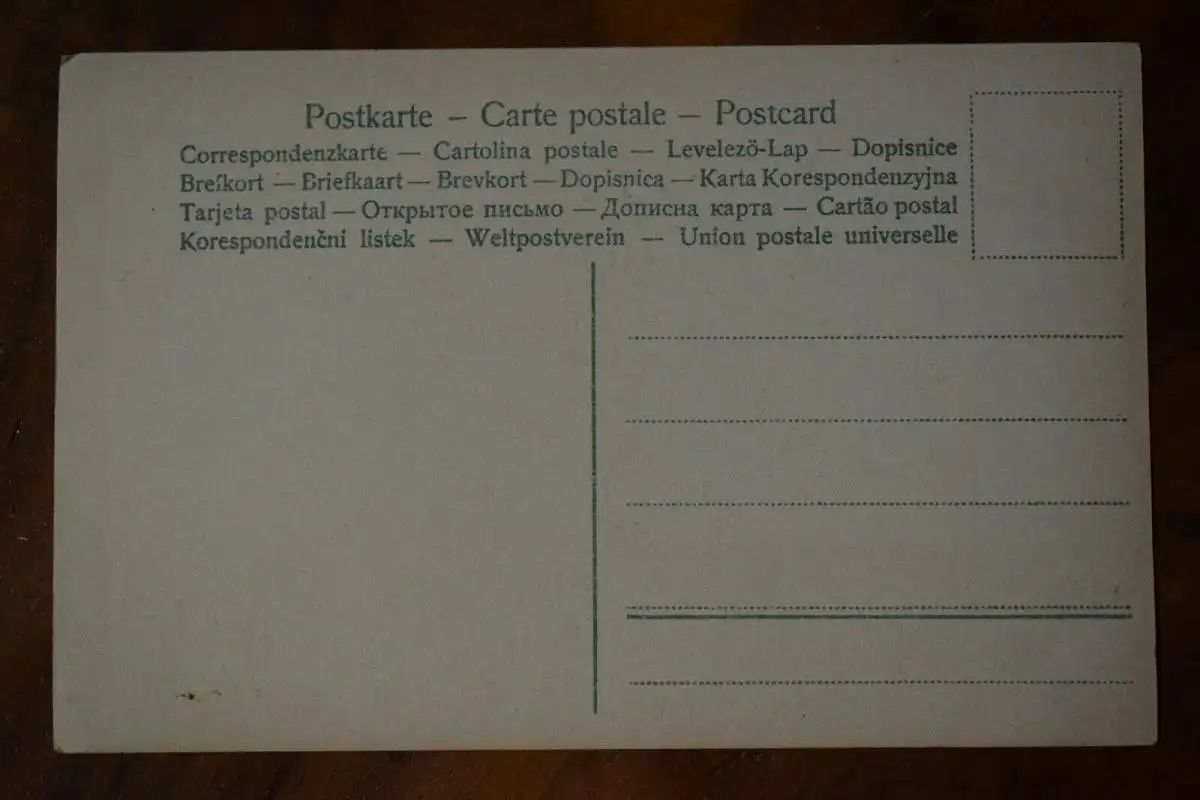 Postkarte – Carte postale – Postcard
Correspondenzkarte — Cartolina postale — Levelezö-Lap — Dopisnice
Brefkort — Briefkaart — Brevkort — Dopisnica — Karta Korespondenzyjna
Tarjeta postal — Открытое письмо — Дописна карта — Cartão postal
Korespondenčni listek — Weltpostverein — Union postale universelle